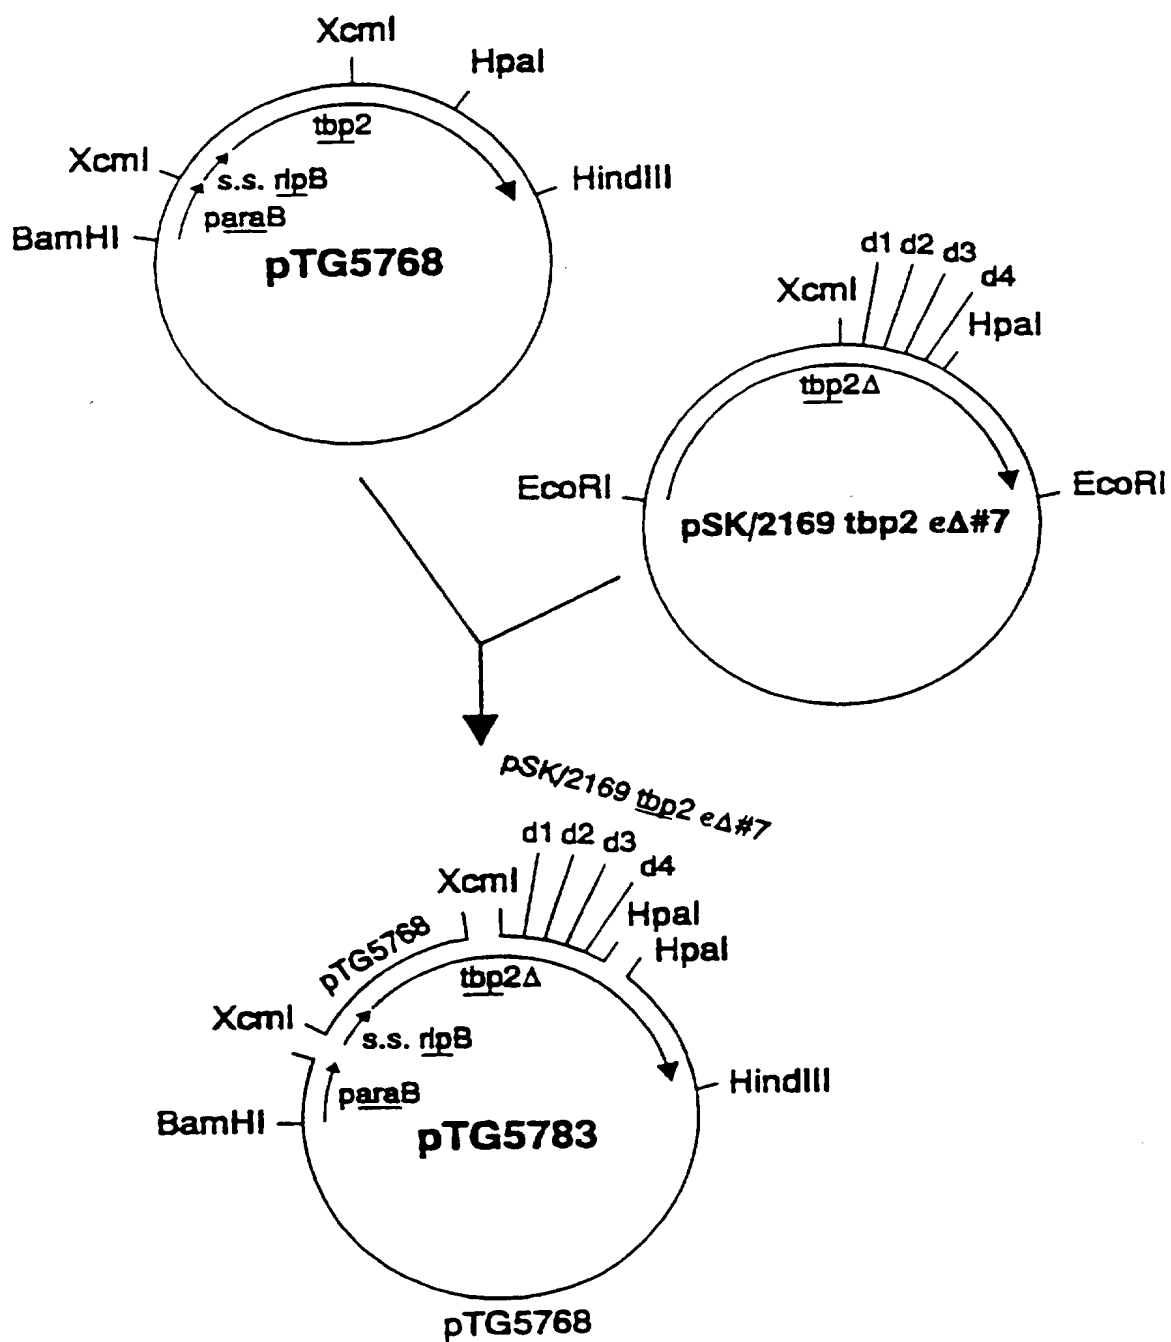 XcmI
HpaI
tbp2
XcmI
s.s. rlpB
HindIII
paraB
BamHI
pTG5768
d1 d2 d3
d4
XcmI
HpaI
tbp2Δ
EcoRI
EcoRI
pSK/2169 tbp2 eΔ#7
pSK/2169 tbp2 eΔ#7
d1 d2 d3
d4
XcmI
HpaI
HpaI
pTG5768
tbp2Δ
XcmI
s.s. rlpB
HindIII
paraB
BamHI
pTG5783
pTG5768